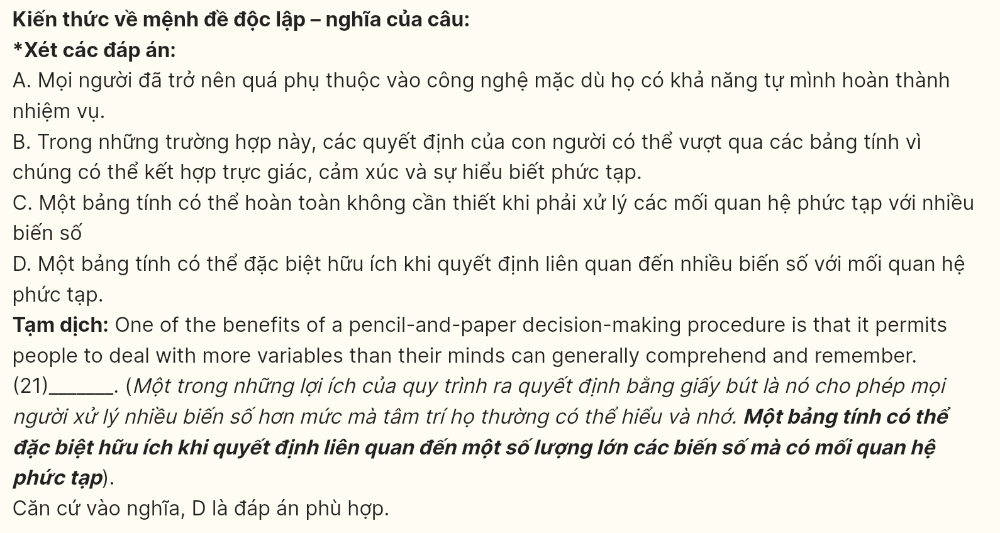 Kiến thức về mệnh đề độc lập – nghĩa của câu:
*Xét các đáp án:
A. Mọi người đã trở nên quá phụ thuộc vào công nghệ mặc dù họ có khả năng tự mình hoàn thành
nhiệm vụ.
B. Trong những trường hợp này, các quyết định của con người có thể vượt qua các bảng tính vì
chúng có thể kết hợp trực giác, cảm xúc và sự hiểu biết phức tạp.
C. Một bảng tính có thể hoàn toàn không cần thiết khi phải xử lý các mối quan hệ phức tạp với nhiều
biến số
D. Một bảng tính có thể đặc biệt hữu ích khi quyết định liên quan đến nhiều biến số với mối quan hệ
phức tạp.
Tạm dịch: One of the benefits of a pencil-and-paper decision-making procedure is that it permits
people to deal with more variables than their minds can generally comprehend and remember.
(21)_______. (Một trong những lợi ích của quy trình ra quyết định bằng giấy bút là nó cho phép mọi
người xử lý nhiều biến số hơn mức mà tâm trí họ thường có thể hiểu và nhớ. Một bảng tính có thể
đặc biệt hữu ích khi quyết định liên quan đến một số lượng lớn các biến số mà có mối quan hệ
phức tạp).
Căn cứ vào nghĩa, D là đáp án phù hợp.